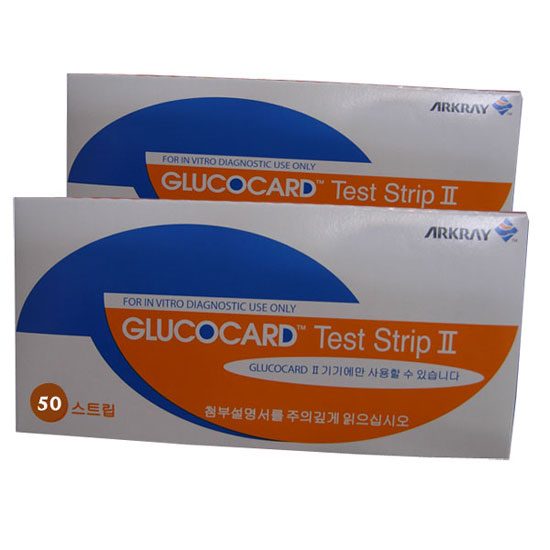 ARKRAY
FOR IN VITRO DIAGNOSTIC USE ONLY
GLUCOCARD™ Test Strip II
ARKRAY
FOR IN VITRO DIAGNOSTIC USE ONLY
GLUCOCARD™ Test Strip II
GLUCOCARD II 기기에만 사용할 수 있습니다
50 스트립
첨부설명서를 주의깊게 읽으십시오